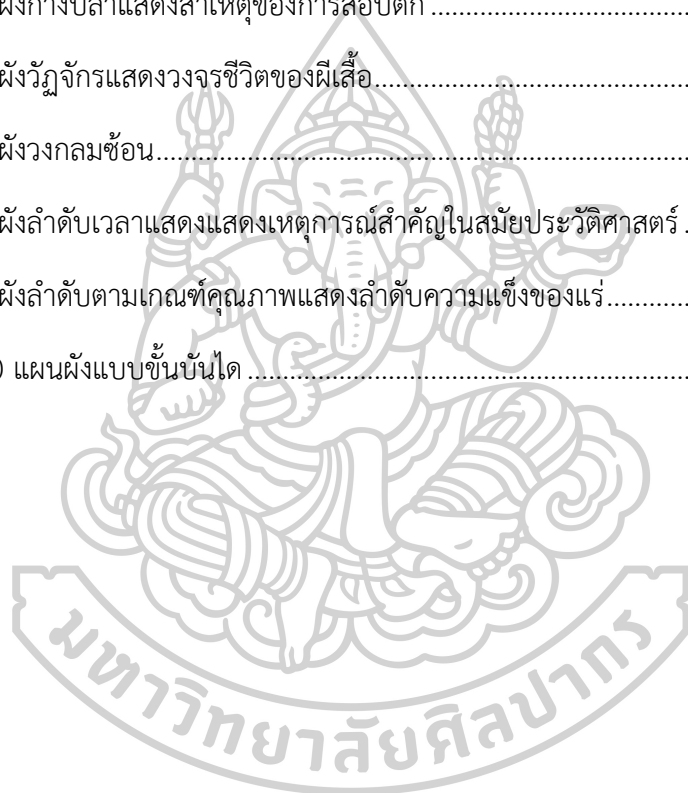 ผังก้างปลาแสดงสาเหตุของการสอบตก ........................................
ผังวัฏจักรแสดงวงจรชีวิตของผีเสื้อ................................................
ผังวงกลมซ้อน................................................................................
ผังลำดับเวลาแสดงแสดงเหตุการณ์สำคัญในสมัยประวัติศาสตร์ .
ผังลำดับตามเกณฑ์คุณภาพแสดงลำดับความแข็งของแร่............
) แผนผังแบบขั้นบันได ...................................................................
มหาวิทยาลัยศิลปากร